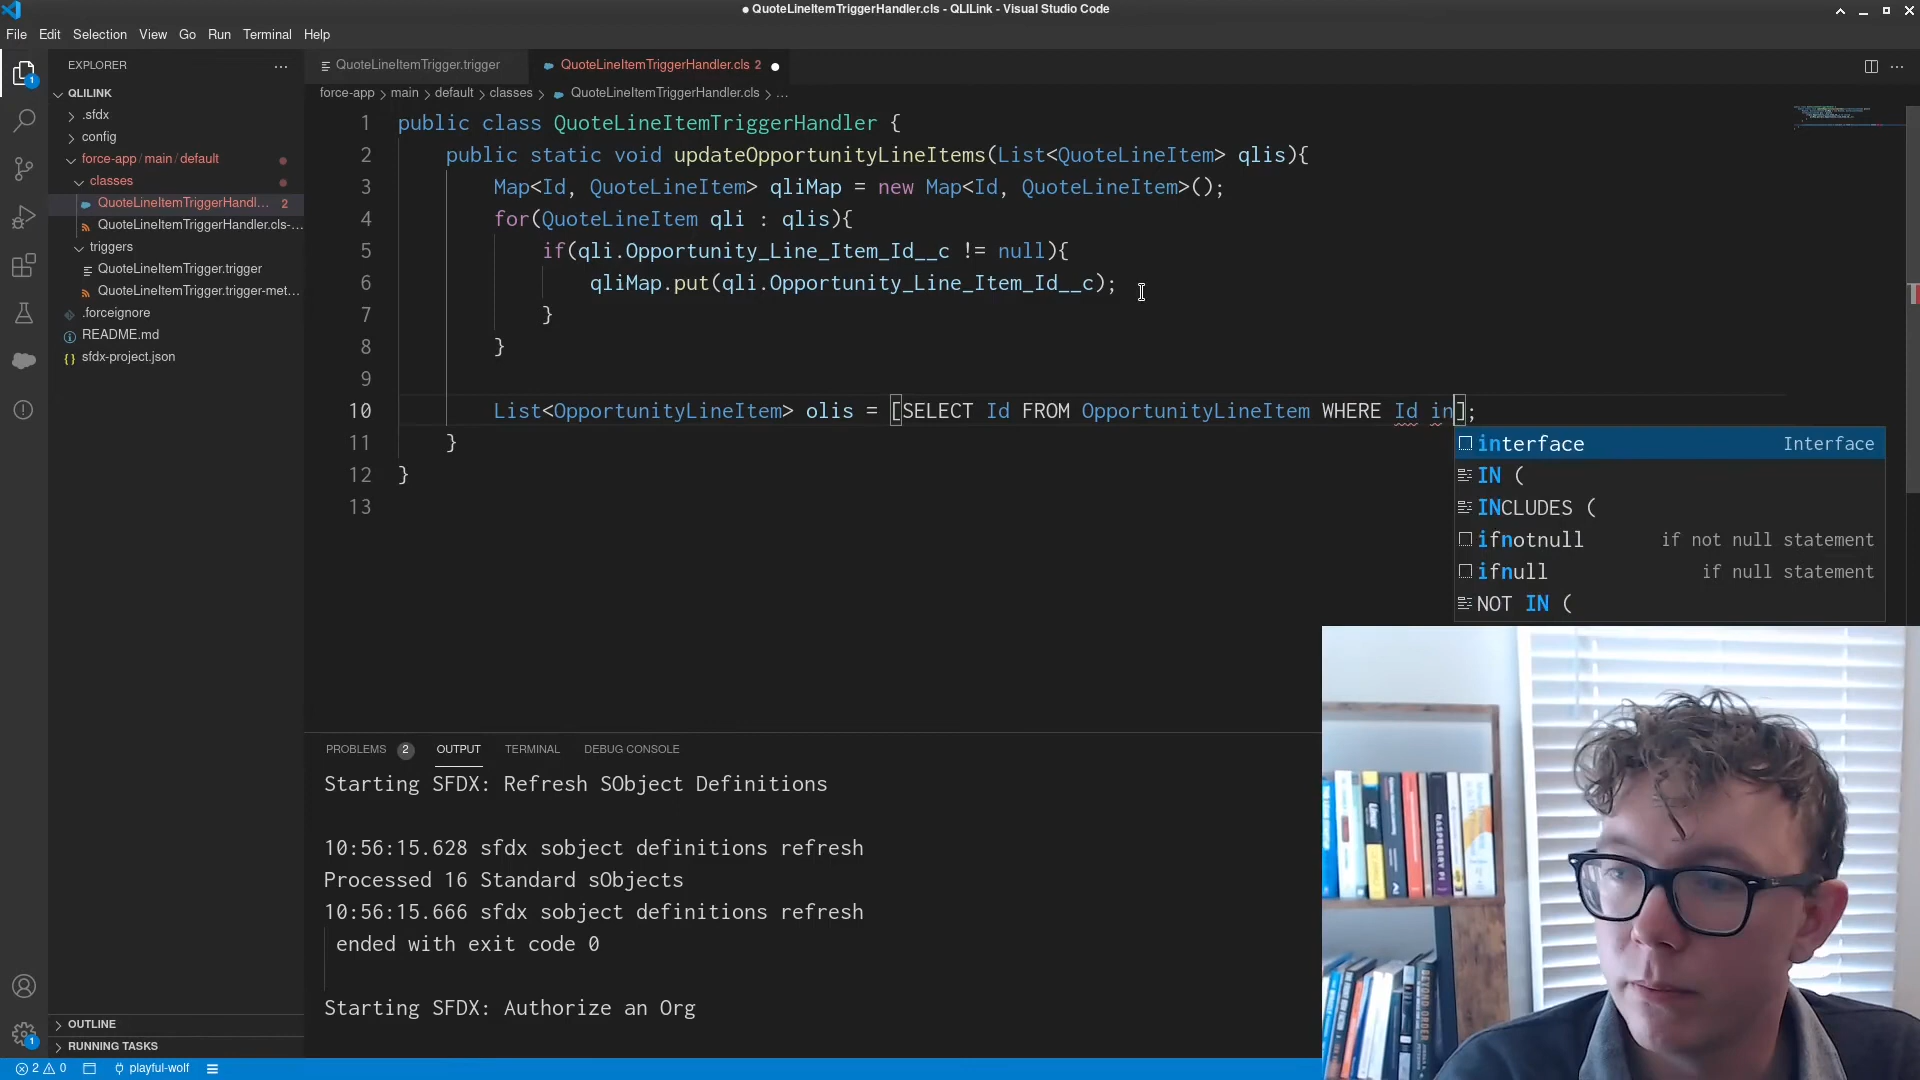 ● QuoteLineItemTriggerHandler.cls - QLILink - Visual Studio Code
File Edit Selection View Go Run Terminal Help
EXPLORER ...
QLILINK
.sfdx
config
force-app / main / default
classes
QuoteLineItemTriggerHandl... 2
QuoteLineItemTriggerHandler.cls-...
triggers
QuoteLineItemTrigger.trigger
QuoteLineItemTrigger.trigger-met...
.forceignore
README.md
{} sfdx-project.json
OUTLINE
RUNNING TASKS
1
1
QuoteLineItemTrigger.trigger QuoteLineItemTriggerHandler.cls 2 ●
force-app > main > default > classes > QuoteLineItemTriggerHandler.cls > ...
1 public class QuoteLineItemTriggerHandler {
2 public static void updateOpportunityLineItems(List<QuoteLineItem> qlis){
3 Map<Id, QuoteLineItem> qliMap = new Map<Id, QuoteLineItem>();
4 for(QuoteLineItem qli : qlis){
5 if(qli.Opportunity_Line_Item_Id__c != null){
6 qliMap.put(qli.Opportunity_Line_Item_Id__c);
7 }
8 }
9
10 List<OpportunityLineItem> olis = [SELECT Id FROM OpportunityLineItem WHERE Id in];
11 }
12 }
13
interface Interface
IN (
INCLUDES (
ifnotnull if not null statement
ifnull if null statement
NOT IN (
PROBLEMS 2 OUTPUT TERMINAL DEBUG CONSOLE
Starting SFDX: Refresh SObject Definitions
10:56:15.628 sfdx sobject definitions refresh
Processed 16 Standard sObjects
10:56:15.666 sfdx sobject definitions refresh
ended with exit code 0
Starting SFDX: Authorize an Org
RASPBERRY PI
BEYOND ORDER
2 0 playful-wolf